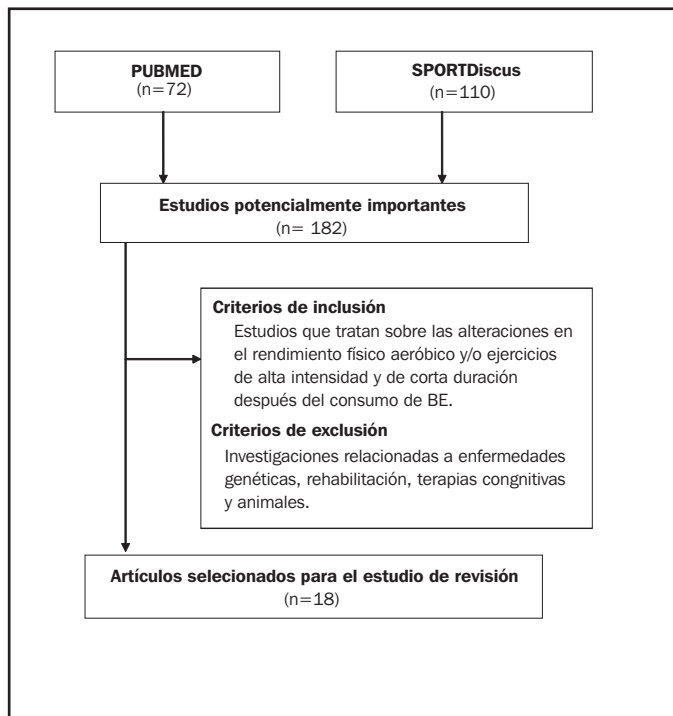 PUBMED
(n=72)
SPORTDiscus
(n=110)
Estudios potencialmente importantes
(n= 182)
Criterios de inclusión
Estudios que tratan sobre las alteraciones en
el rendimiento físico aeróbico y/o ejercicios
de alta intensidad y de corta duración
después del consumo de BE.
Criterios de exclusión
Investigaciones relacionadas a enfermedades
genéticas, rehabilitación, terapias congnitivas
y animales.
Artículos selecionados para el estudio de revisión
(n=18)